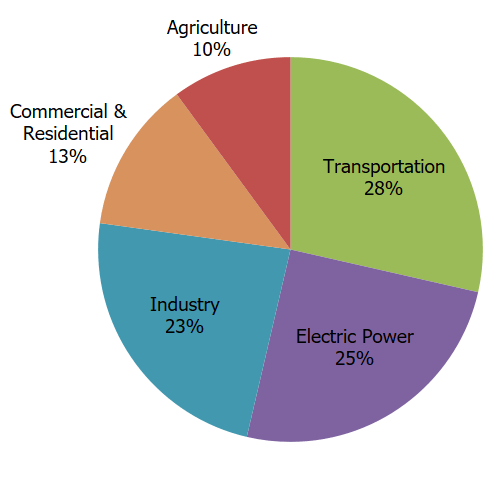 Agriculture
10%
Commercial &
Residential
13%
Transportation
28%
Industry
23%
Electric Power
25%